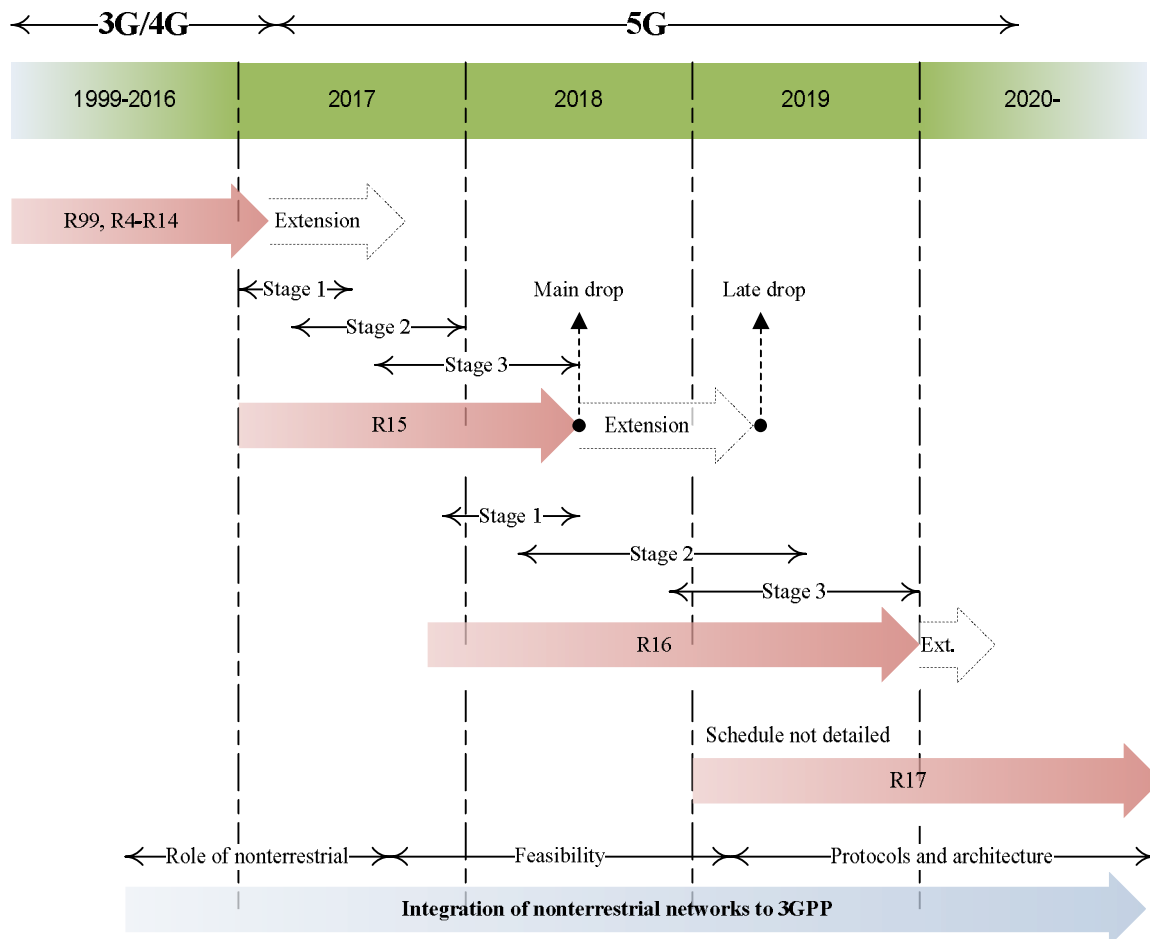 3G/4G 5G
1999-2016 2017 2018 2019 2020-
R99, R4-R14 Extension
Stage 1 Main drop Late drop
Stage 2
Stage 3
R15 Extension
Stage 1
Stage 2
Stage 3
R16 Ext.
Schedule not detailed
R17
Role of nonterrestrial Feasibility Protocols and architecture
Integration of nonterrestrial networks to 3GPP